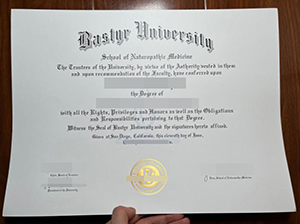 Bastyr University
School of Naturopathic Medicine
The Trustees of the University, by virtue of the Authority vested in them
and upon recommendation of the Faculty, have conferred upon
the Degree of
with all the Rights, Privileges and Honors as well as the Obligations
and Responsibilities pertaining to that Degree.
Witness the Seal of Bastyr University and the signatures hereto affixed.
Given at San Diego, California, this eleventh day of June,